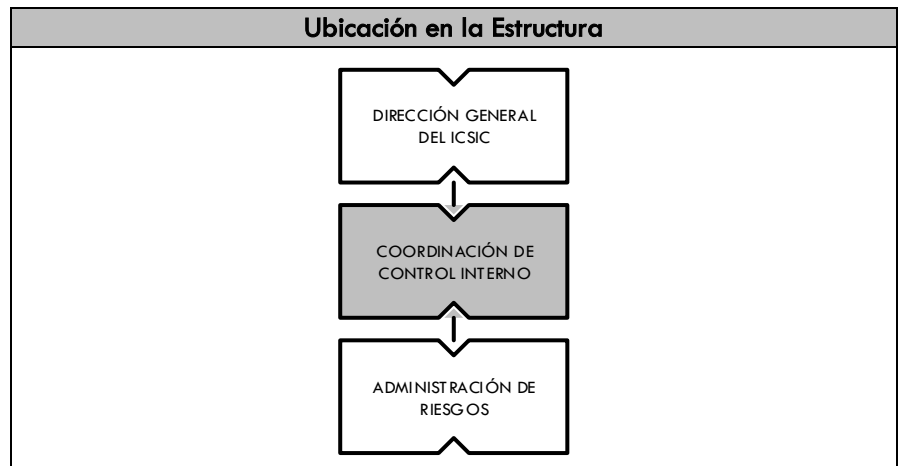 Ubicación en la Estructura
DIRECCIÓN GENERAL
DEL ICSIC
COORDINACIÓN DE
CONTROL INTERNO
ADMINISTRACIÓN DE
RIESGOS